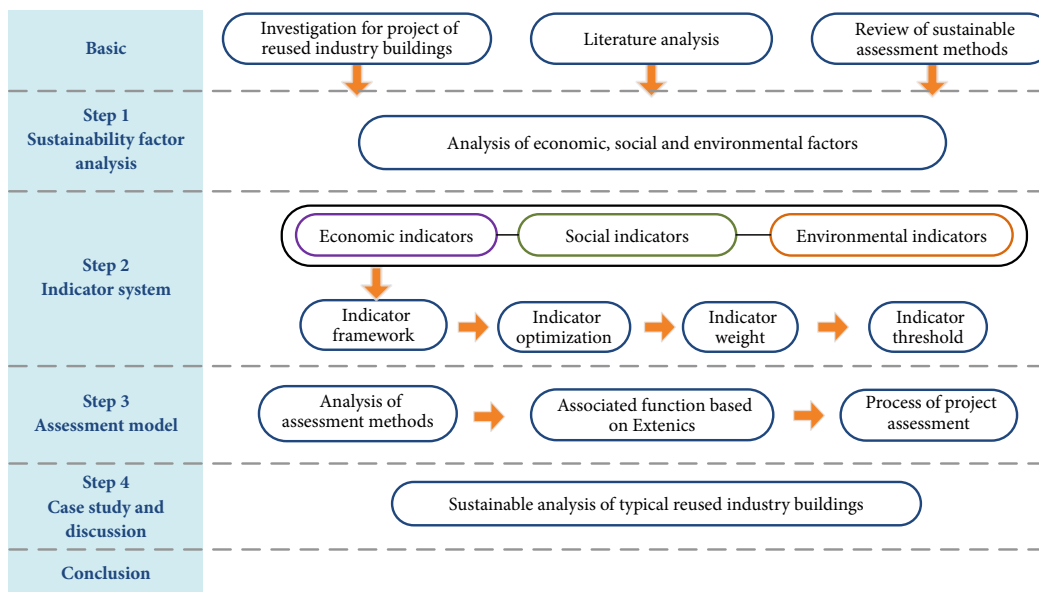 Basic
Investigation for project of
reused industry buildings
Literature analysis
Review of sustainable
assessment methods
Step 1
Sustainability factor
analysis
Analysis of economic, social and environmental factors
Step 2
Indicator system
Economic indicators
Social indicators
Environmental indicators
Indicator
framework
Indicator
optimization
Indicator
weight
Indicator
threshold
Step 3
Assessment model
Analysis of
assessment methods
Associated function based
on Extenics
Process of project
assessment
Step 4
Case study and
discussion
Sustainable analysis of typical reused industry buildings
Conclusion